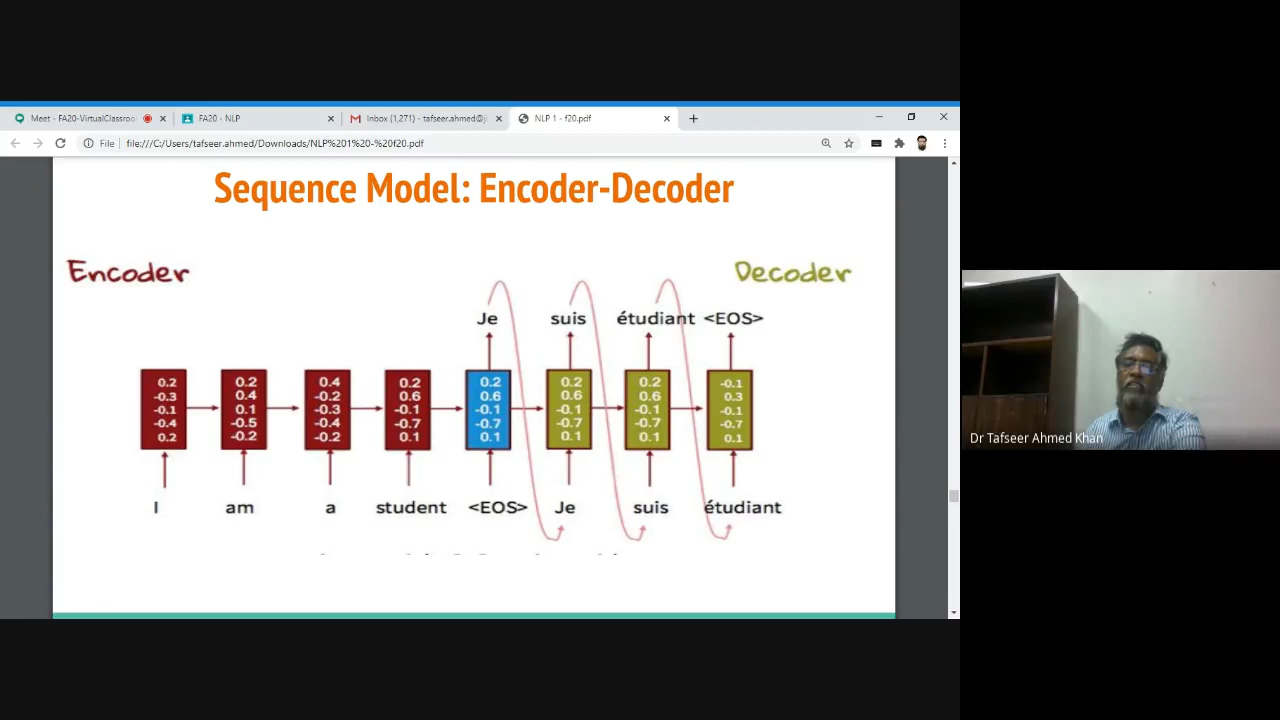 Meet - FA20-VirtualClassroo
FA20 - NLP
Inbox (1,271) - tafseer.ahmed@ji
NLP 1 - f20.pdf
File file:///C:/Users/tafseer.ahmed/Downloads/NLP%201%20-%20f20.pdf
Sequence Model: Encoder-Decoder
Encoder
Decoder
Je suis étudiant <EOS>
0.2 0.2 0.4 0.2 0.2 0.2 0.2 -0.1
-0.3 0.4 -0.2 0.6 0.6 0.6 0.6 0.3
-0.1 0.1 -0.3 -0.1 -0.1 -0.1 -0.1 -0.1
-0.4 -0.5 -0.4 -0.7 -0.7 -0.7 -0.7 -0.7
0.2 -0.2 -0.2 0.1 0.1 0.1 0.1 0.1
I am a student <EOS> Je suis étudiant
Dr Tafseer Ahmed Khan